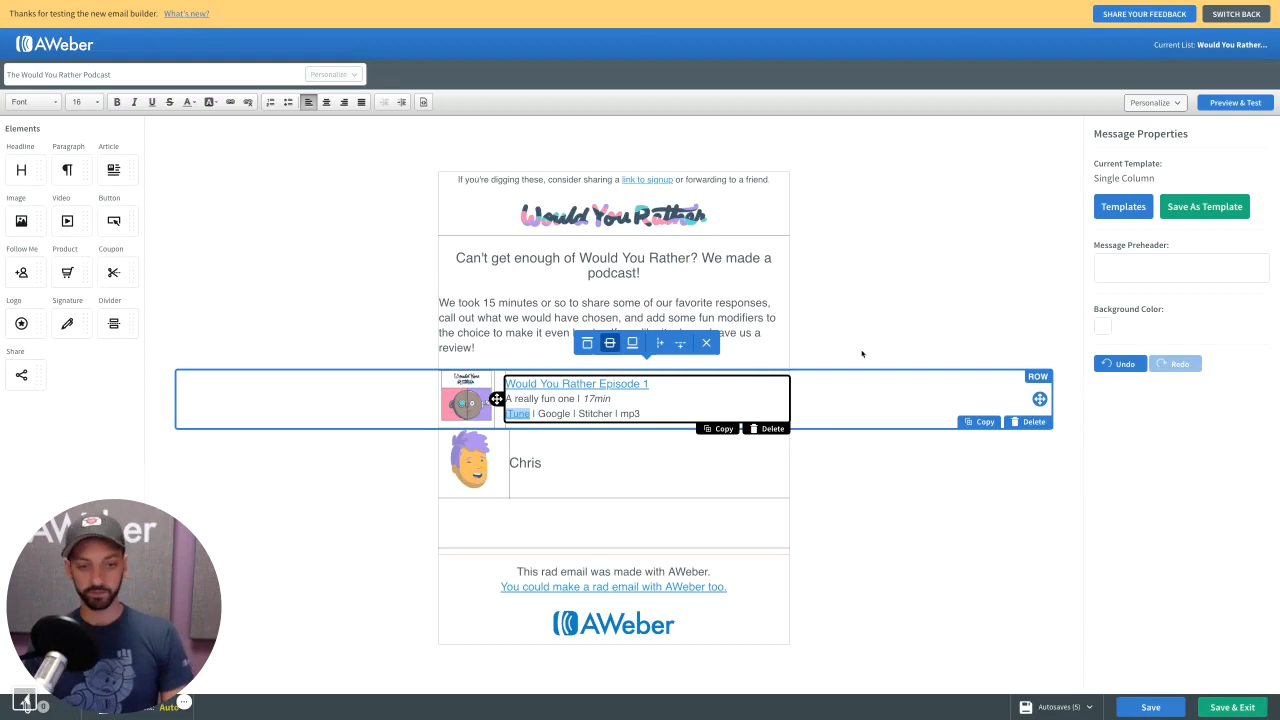 Thanks for testing the new email builder. What's new?
SHARE YOUR FEEDBACK
SWITCH BACK
AWeber
Current List: Would You Rather...
The Would You Rather Podcast
Personalize
Font
16
B I U S A A
Personalize
Preview & Test
Elements
Headline
Paragraph
Article
Image
Video
Button
Follow Me
Product
Coupon
Logo
Signature
Divider
Share
If you're digging these, consider sharing a link to signup or forwarding to a friend.
Would You Rather
Can't get enough of Would You Rather? We made a
podcast!
We took 15 minutes or so to share some of our favorite responses,
call out what we would have chosen, and add some fun modifiers to
the choice to make it even
review!
ROW
Would You Rather Episode 1
A really fun one | 17min
iTune | Google | Stitcher | mp3
Copy
Delete
Copy
Delete
Chris
This rad email was made with AWeber.
You could make a rad email with AWeber too.
AWeber
Message Properties
Current Template:
Single Column
Templates
Save As Template
Message Preheader:
Background Color:
Undo
Redo
Auto
Autosaves (5)
Save
Save & Exit